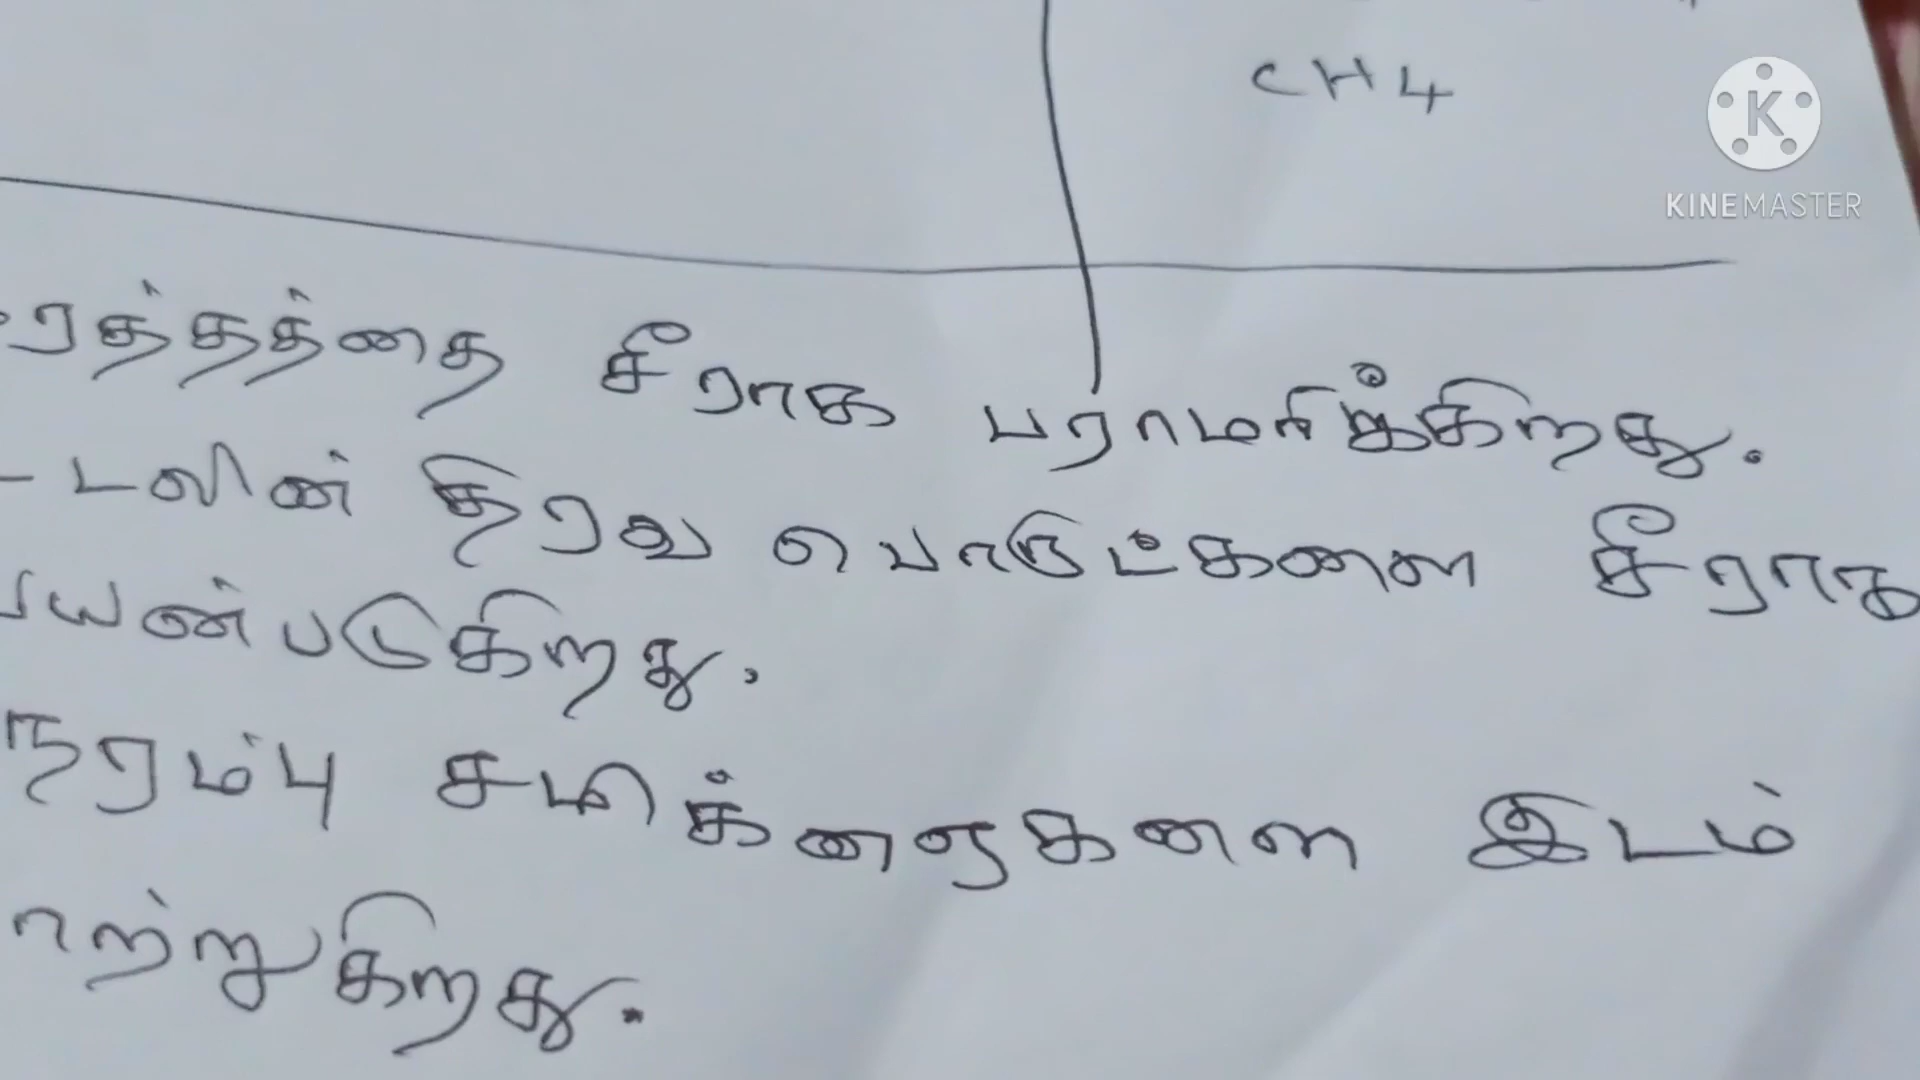 CH4
KINEMASTER
ரத்தத்தை சீராக பராமரிக்கிறது.
டலின் திரவ பொருட்களை சீராக
பயன்படுகிறது.
நரம்பு சமிக்ஞைகளை இடம்
ாற்றுகிறது.